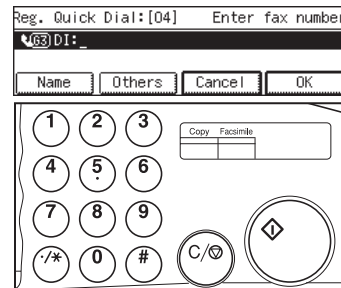 Reg. Quick Dial:[04] Enter fax number
G3 DI:_
Name Others Cancel OK
1 2 3
Copy Facsimile
4 5 6
7 8 9
·/* 0 #
C/